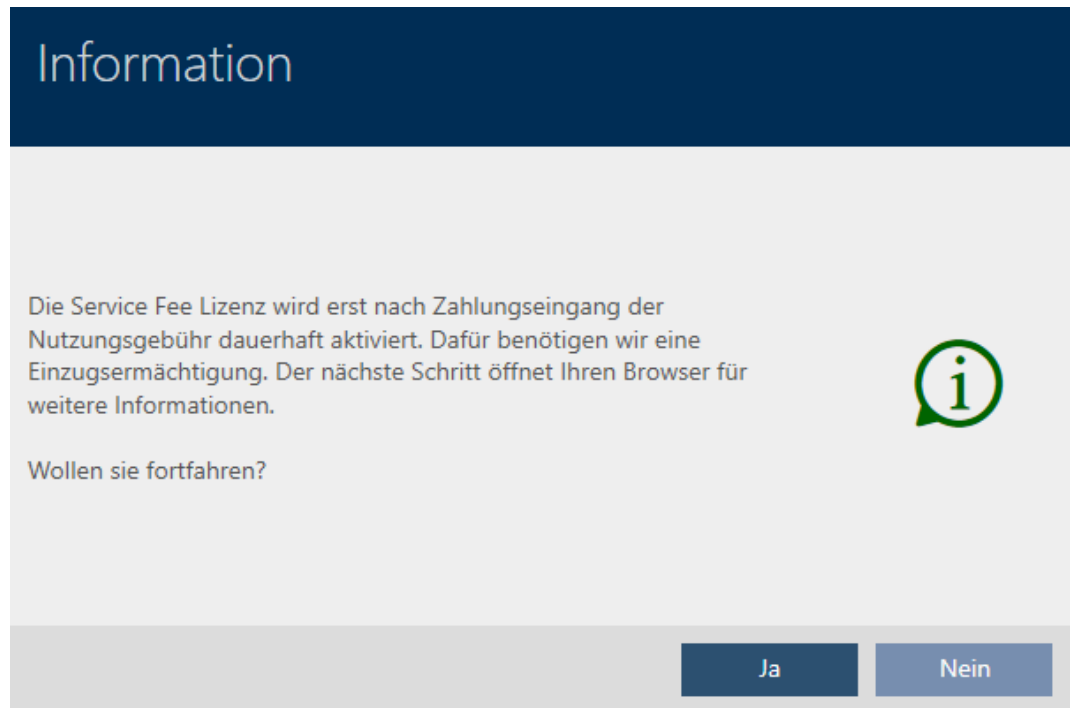 Information
Die Service Fee Lizenz wird erst nach Zahlungseingang der
Nutzungsgebühr dauerhaft aktiviert. Dafür benötigen wir eine
Einzugsermächtigung. Der nächste Schritt öffnet Ihren Browser für
weitere Informationen.
Wollen sie fortfahren?
Ja
Nein